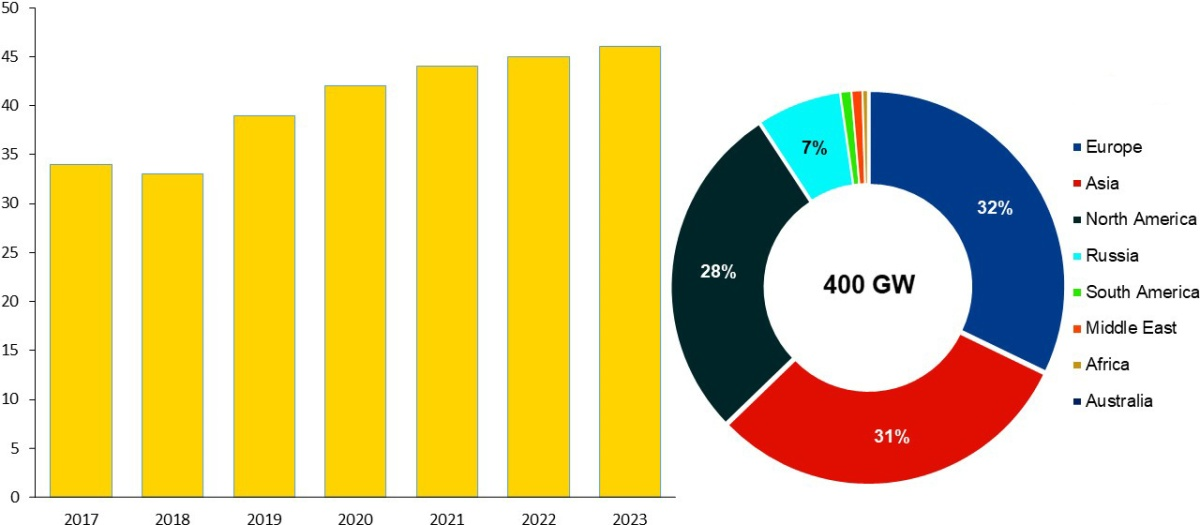 50
45
40
35
30
25
20
15
10
5
0
2017 2018 2019 2020 2021 2022 2023
7%
32%
28%
400 GW
31%
Europe
Asia
North America
Russia
South America
Middle East
Africa
Australia